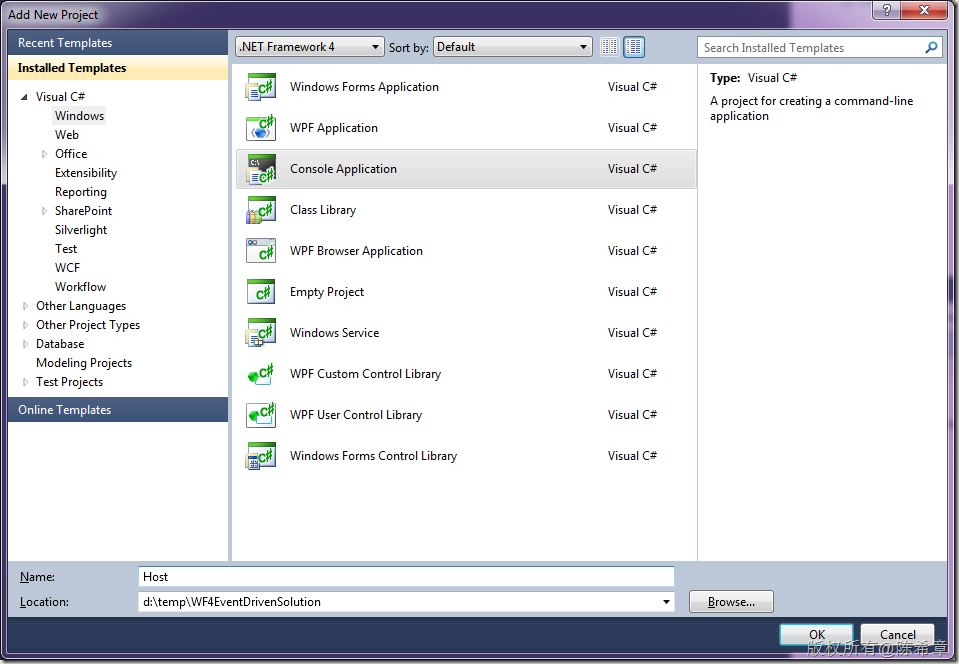 Add New Project
Recent Templates
Installed Templates
Visual C#
Windows
Web
Office
Extensibility
Reporting
SharePoint
Silverlight
Test
WCF
Workflow
Other Languages
Other Project Types
Database
Modeling Projects
Test Projects
Online Templates
.NET Framework 4 Sort by: Default
Windows Forms Application Visual C#
WPF Application Visual C#
Console Application Visual C#
Class Library Visual C#
WPF Browser Application Visual C#
Empty Project Visual C#
Windows Service Visual C#
WPF Custom Control Library Visual C#
WPF User Control Library Visual C#
Windows Forms Control Library Visual C#
Search Installed Templates
Type: Visual C#
A project for creating a command-line
application
Name: Host
Location: d:\temp\WF4EventDrivenSolution Browse...
OK Cancel
版权所有@陈希章